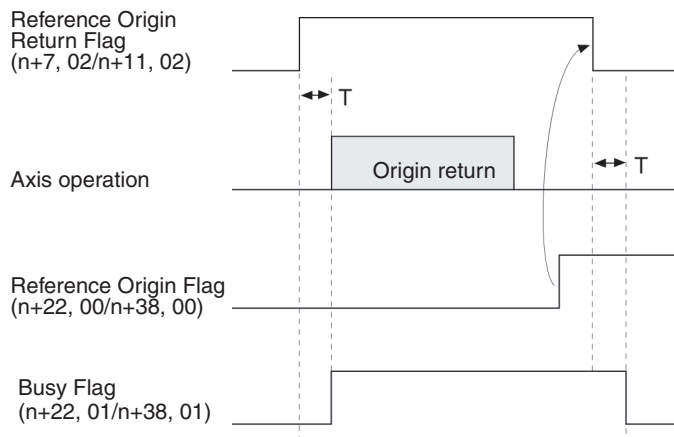 Reference Origin
Return Flag
(n+7, 02/n+11, 02)
T
Axis operation
Origin return
T
Reference Origin Flag
(n+22, 00/n+38, 00)
Busy Flag
(n+22, 01/n+38, 01)